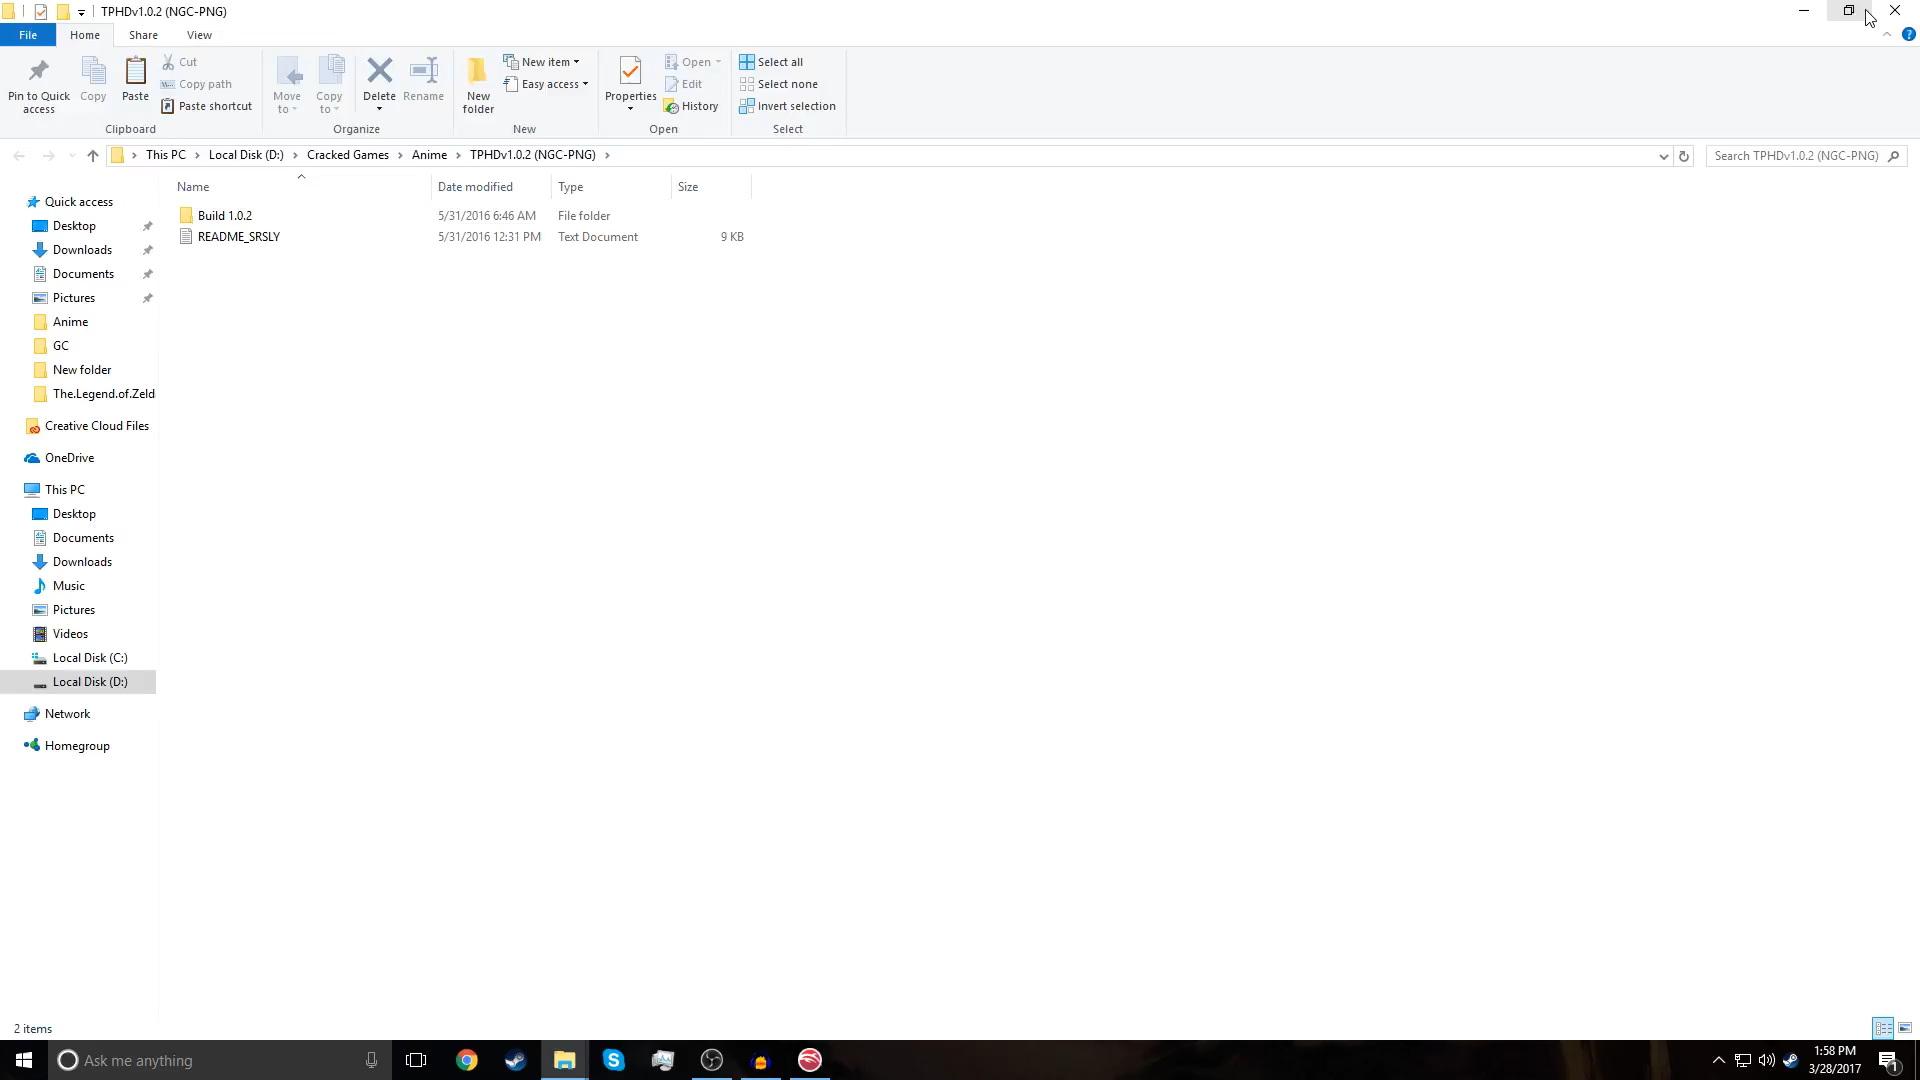 TPHDv1.0.2 (NGC-PNG)
File Home Share View
Pin to Quick access
Copy
Paste
Cut
Copy path
Paste shortcut
Clipboard
Move to
Copy to
Delete
Rename
Organize
New folder
New item
Easy access
New
Properties
Open
Edit
History
Open
Select all
Select none
Invert selection
Select
This PC Local Disk (D:) Cracked Games Anime TPHDv1.0.2 (NGC-PNG)
Search TPHDv1.0.2 (NGC-PNG)
Name Date modified Type Size
Build 1.0.2 5/31/2016 6:46 AM File folder
README_SRSLY 5/31/2016 12:31 PM Text Document 9 KB
Quick access
Desktop
Downloads
Documents
Pictures
Anime
GC
New folder
The.Legend.of.Zeld
Creative Cloud Files
OneDrive
This PC
Desktop
Documents
Downloads
Music
Pictures
Videos
Local Disk (C:)
Local Disk (D:)
Network
Homegroup
2 items
Ask me anything
1:58 PM
3/28/2017
1